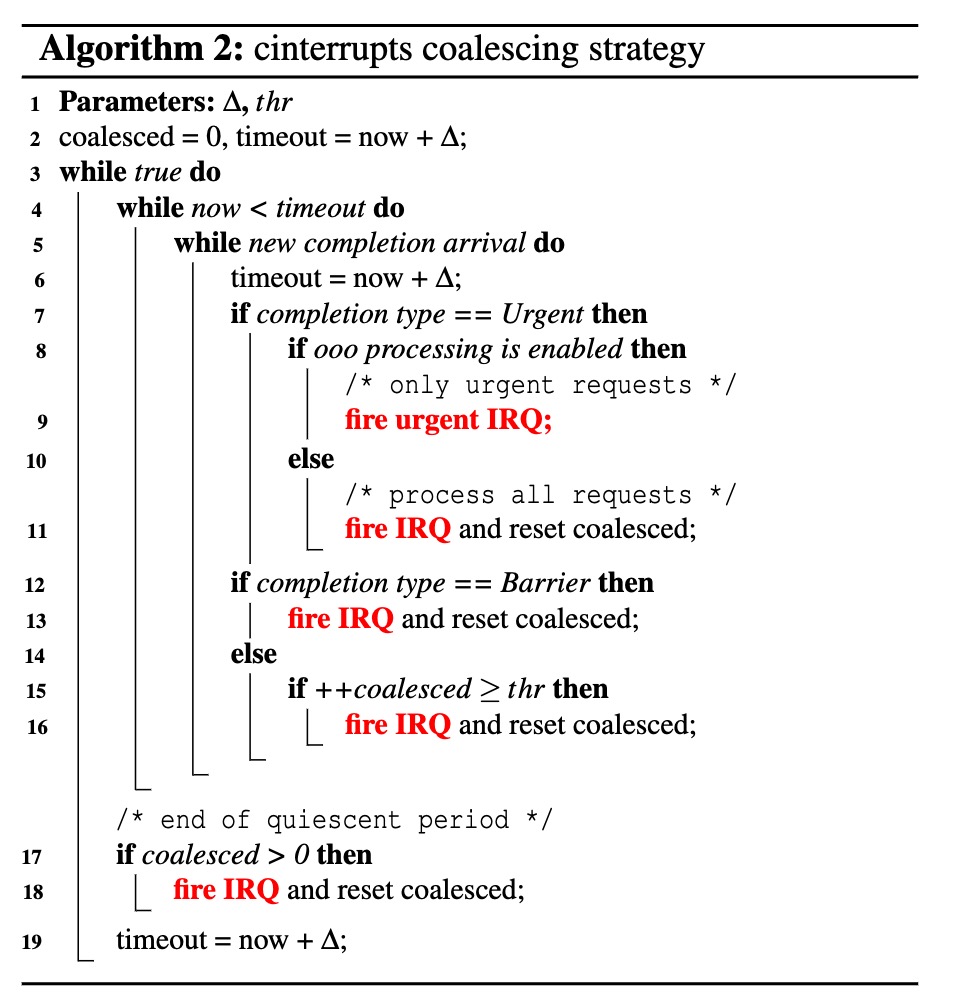 Algorithm 2: cinterrupts coalescing strategy
1 Parameters: Δ, thr
2 coalesced = 0, timeout = now + Δ;
3 while true do
4 while now < timeout do
5 while new completion arrival do
6 timeout = now + Δ;
7 if completion type == Urgent then
8 if ooo processing is enabled then
/* only urgent requests */
9 fire urgent IRQ;
10 else
/* process all requests */
11 fire IRQ and reset coalesced;
12 if completion type == Barrier then
13 fire IRQ and reset coalesced;
14 else
15 if ++coalesced ≥ thr then
16 fire IRQ and reset coalesced;
/* end of quiescent period */
17 if coalesced > 0 then
18 fire IRQ and reset coalesced;
19 timeout = now + Δ;